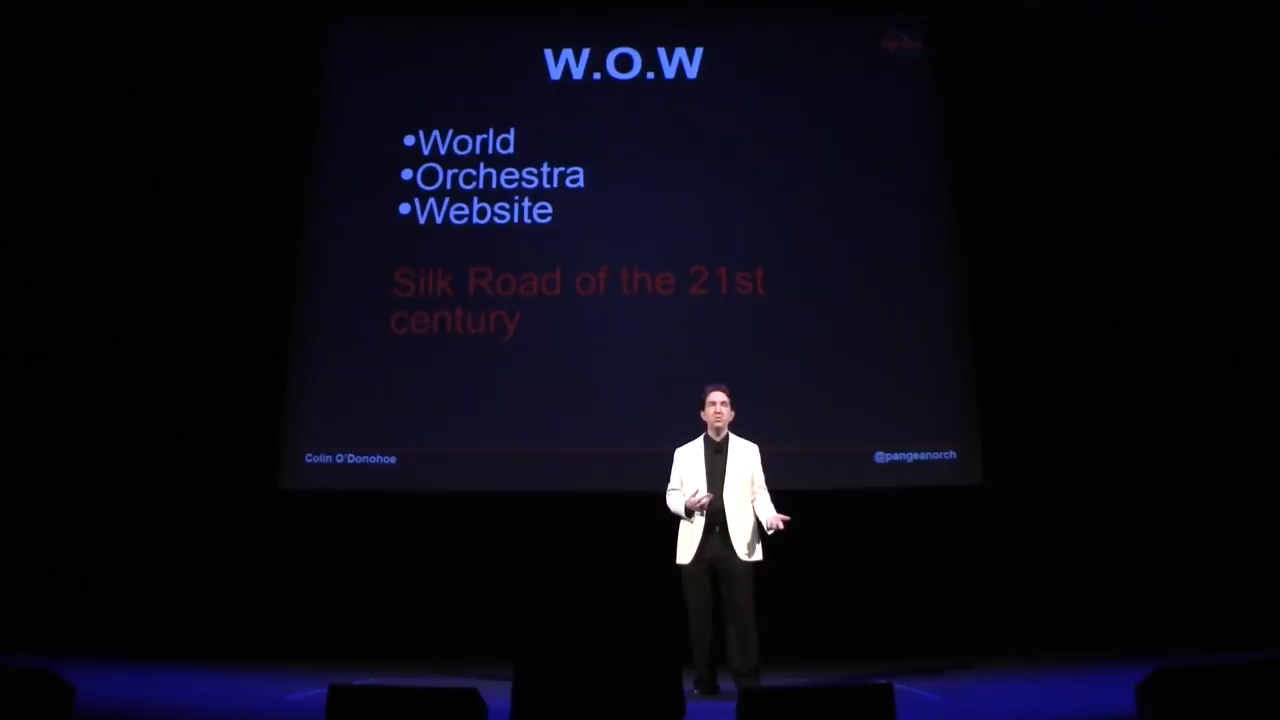 W.O.W
•World
•Orchestra
•Website
Silk Road of the 21st
century
Colin O'Donohoe
@pangeanorch